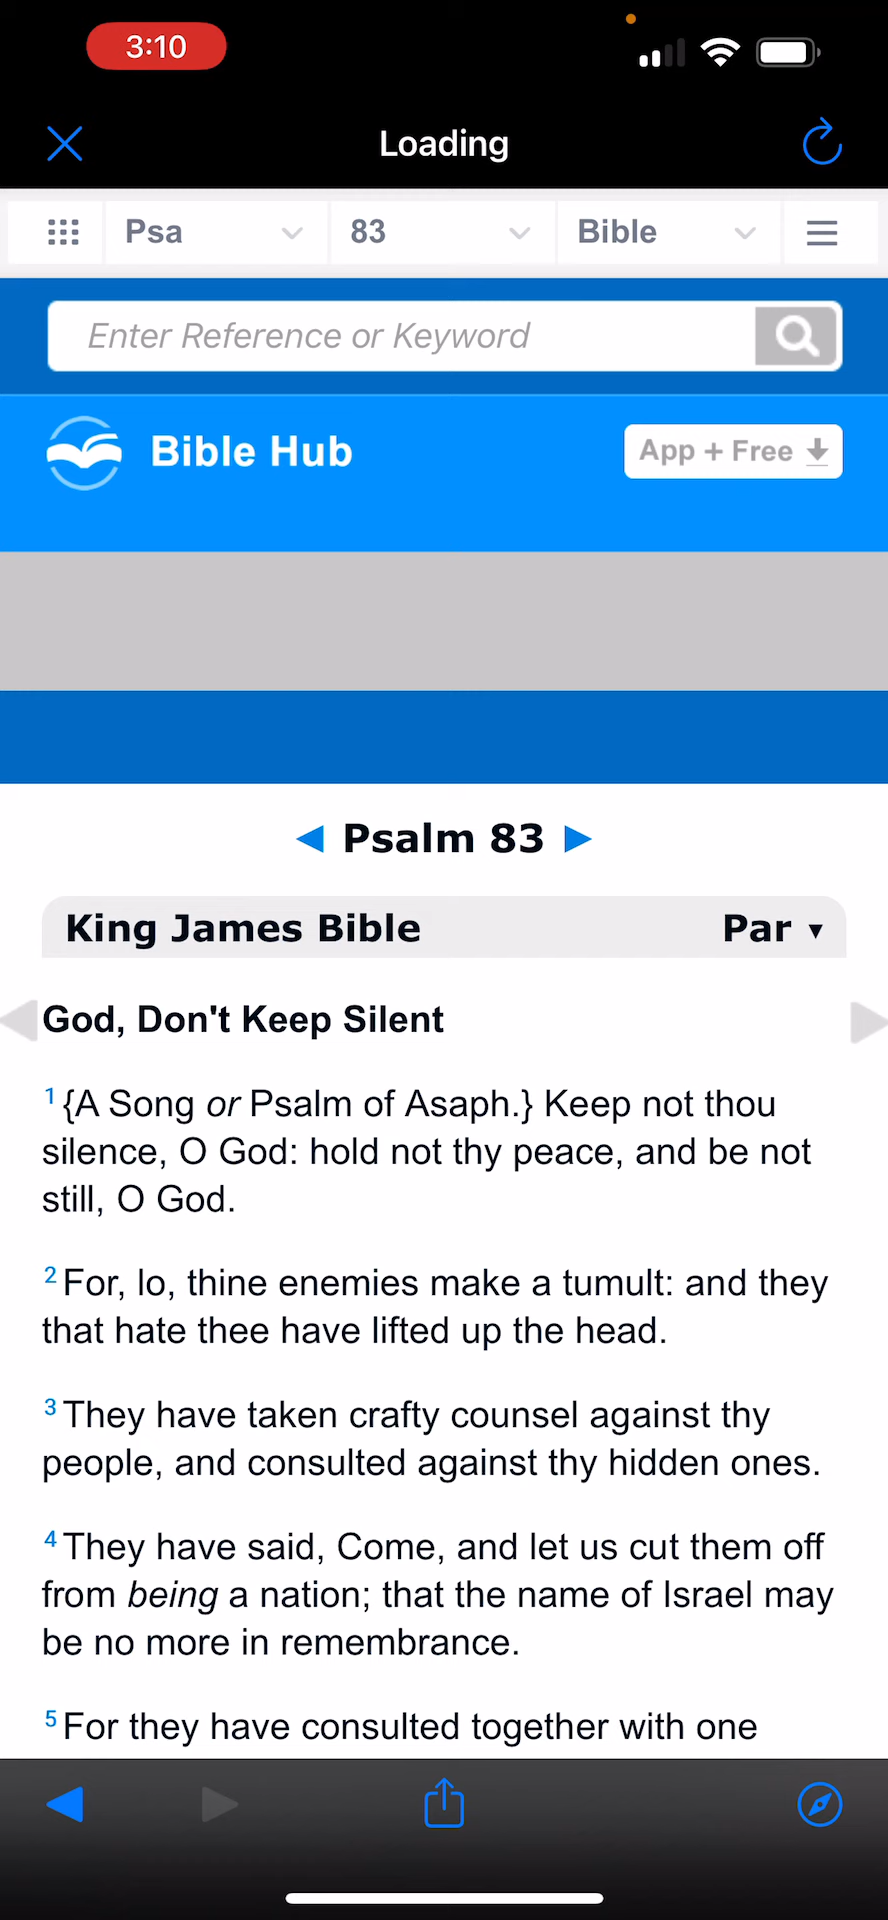 3:10
Loading
Psa 83 Bible
Enter Reference or Keyword
Bible Hub App + Free
Psalm 83
King James Bible Par ▼
God, Don't Keep Silent
1 {A Song or Psalm of Asaph.} Keep not thou
silence, O God: hold not thy peace, and be not
still, O God.
2 For, lo, thine enemies make a tumult: and they
that hate thee have lifted up the head.
3 They have taken crafty counsel against thy
people, and consulted against thy hidden ones.
4 They have said, Come, and let us cut them off
from being a nation; that the name of Israel may
be no more in remembrance.
5 For they have consulted together with one